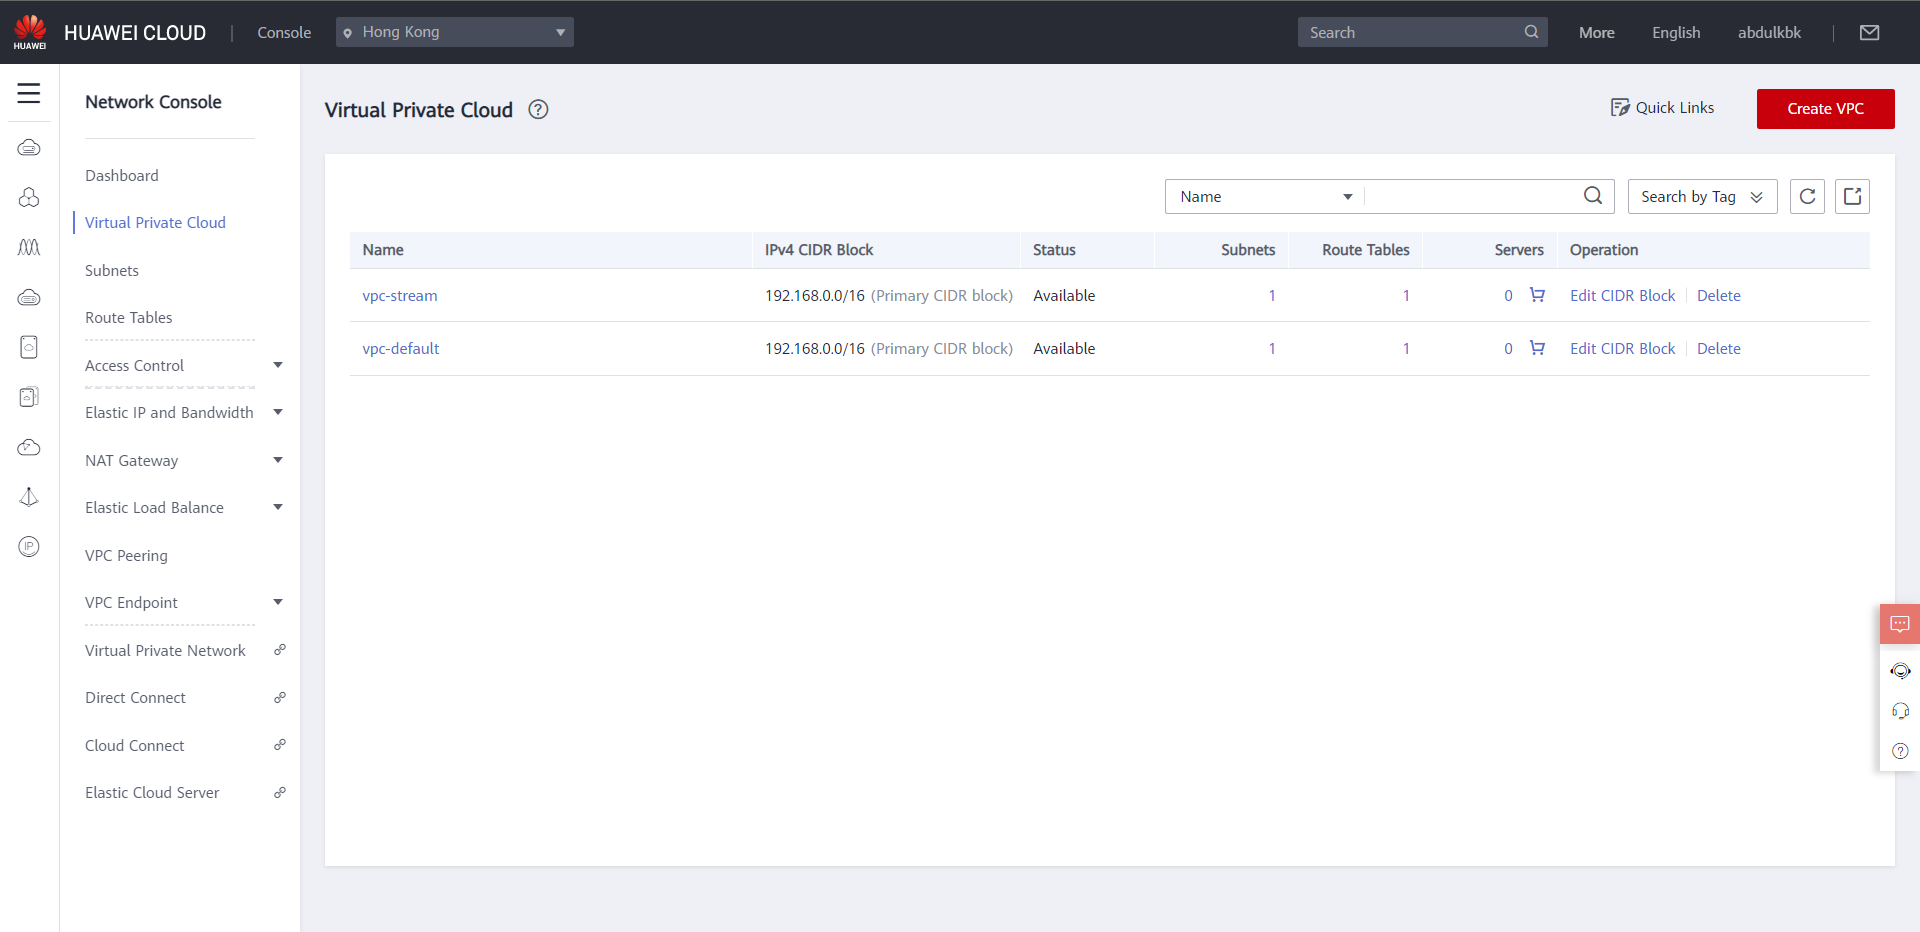 HUAWEI
HUAWEI CLOUD
Console
Hong Kong
Search
More
English
abdulkbk
Network Console
Dashboard
Virtual Private Cloud
Subnets
Route Tables
Access Control
Elastic IP and Bandwidth
NAT Gateway
Elastic Load Balance
VPC Peering
VPC Endpoint
Virtual Private Network
Direct Connect
Cloud Connect
Elastic Cloud Server
IP
Virtual Private Cloud ?
Quick Links
Create VPC
Name
Search by Tag
Name IPv4 CIDR Block Status Subnets Route Tables Servers Operation
vpc-stream 192.168.0.0/16 (Primary CIDR block) Available 1 1 0 Edit CIDR Block Delete
vpc-default 192.168.0.0/16 (Primary CIDR block) Available 1 1 0 Edit CIDR Block Delete
?